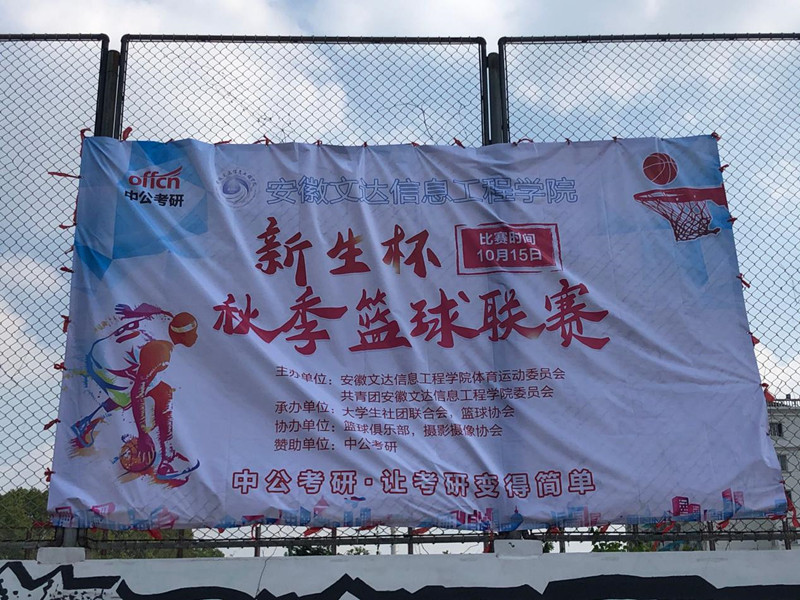 offcn
中公考研
安徽文达信息工程学院
新生杯
比赛时间
10月15日
秋季篮球联赛
主办单位：安徽文达信息工程学院体育运动委员会
共青团安徽文达信息工程学院委员会
承办单位：大学生社团联合会，篮球协会
协办单位：篮球俱乐部，摄影摄像协会
赞助单位：中公考研
中公考研·让考研变得简单